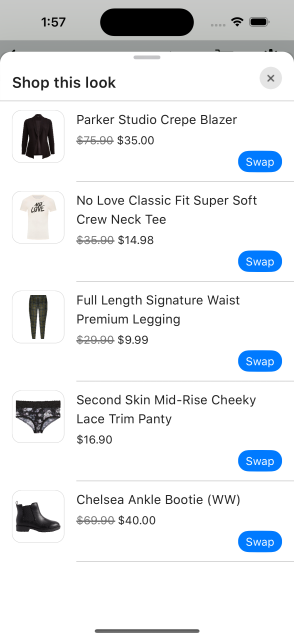 1:57
Shop this look
Parker Studio Crepe Blazer
$75.90 $35.00
Swap
No Love Classic Fit Super Soft
Crew Neck Tee
NO
LOVE
$35.90 $14.98
Swap
Full Length Signature Waist
Premium Legging
$29.90 $9.99
Swap
Second Skin Mid-Rise Cheeky
Lace Trim Panty
$16.90
Swap
Chelsea Ankle Bootie (WW)
$69.90 $40.00
Swap